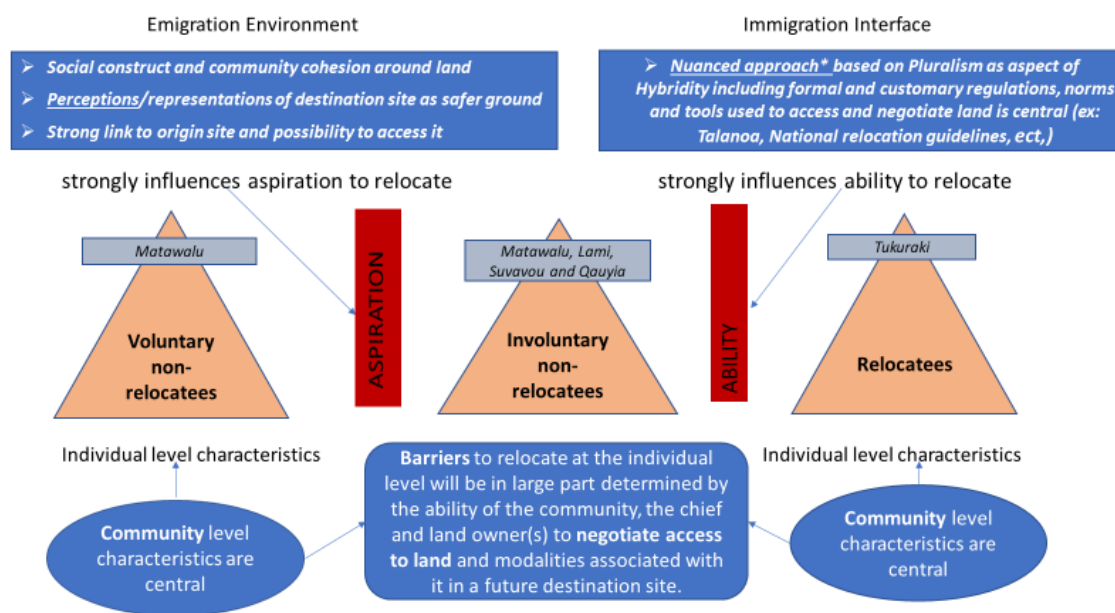 Emigration Environment
Immigration Interface
➢ Social construct and community cohesion around land
➢ Perceptions/representations of destination site as safer ground
➢ Strong link to origin site and possibility to access it
➢ Nuanced approach* based on Pluralism as aspect of
Hybridity including formal and customary regulations, norms
and tools used to access and negotiate land is central (ex:
Talanoa, National relocation guidelines, ect,)
strongly influences aspiration to relocate
strongly influences ability to relocate
Matawalu
Voluntary
non-
relocatees
ASPIRATION
Matawalu, Lami,
Suvavou and Qauyia
Involuntary
non-
relocatees
ABILITY
Tukuraki
Relocatees
Individual level characteristics
Individual level characteristics
Community level
characteristics are
central
Barriers to relocate at the individual
level will be in large part determined by
the ability of the community, the chief
and land owner(s) to negotiate access
to land and modalities associated with
it in a future destination site.
Community level
characteristics are
central